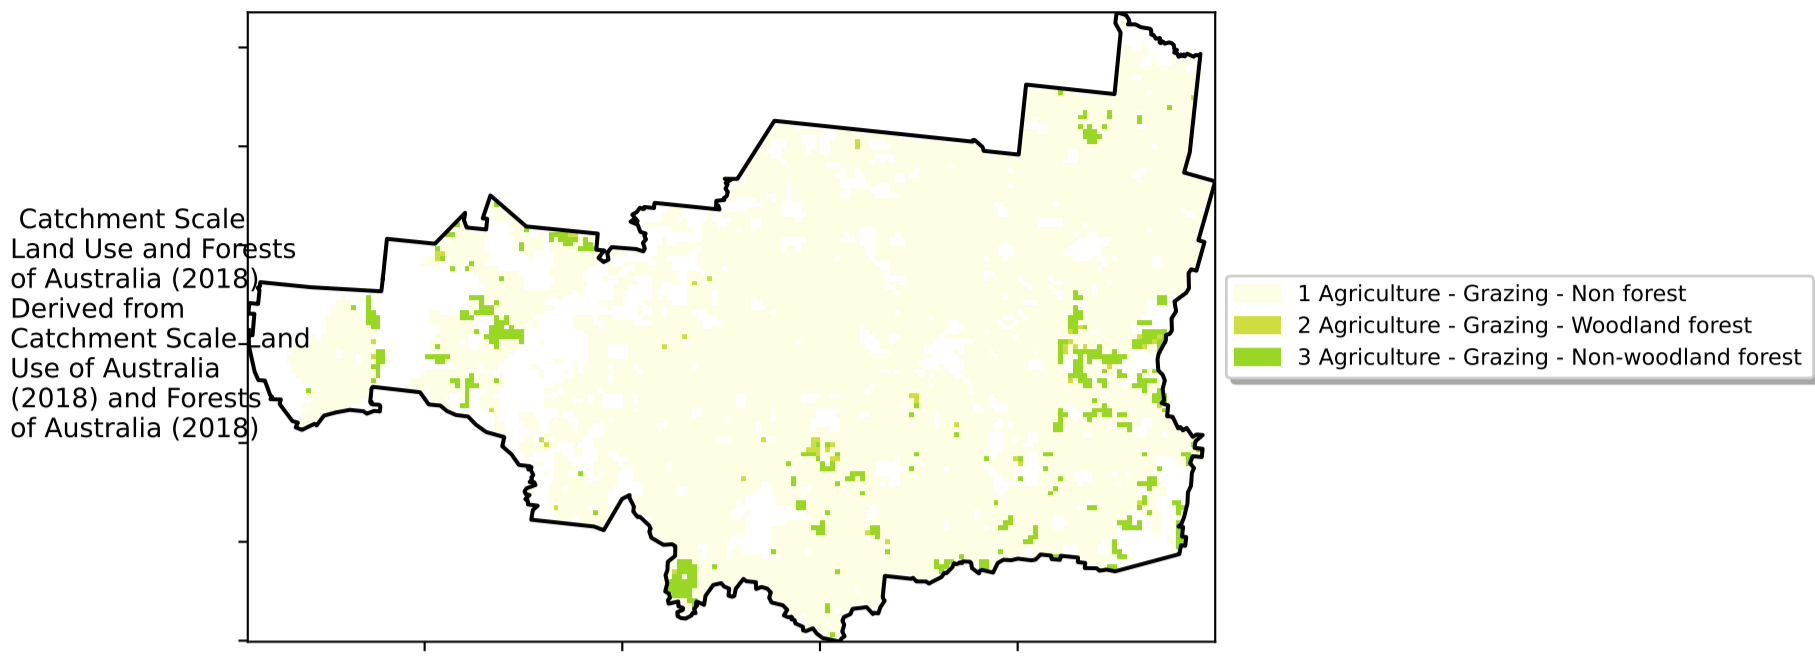 Catchment Scale
Land Use and Forests
of Australia (2018)
Derived from
Catchment Scale Land
Use of Australia
(2018) and Forests
of Australia (2018)
1 Agriculture - Grazing - Non forest
2 Agriculture - Grazing - Woodland forest
3 Agriculture - Grazing - Non-woodland forest